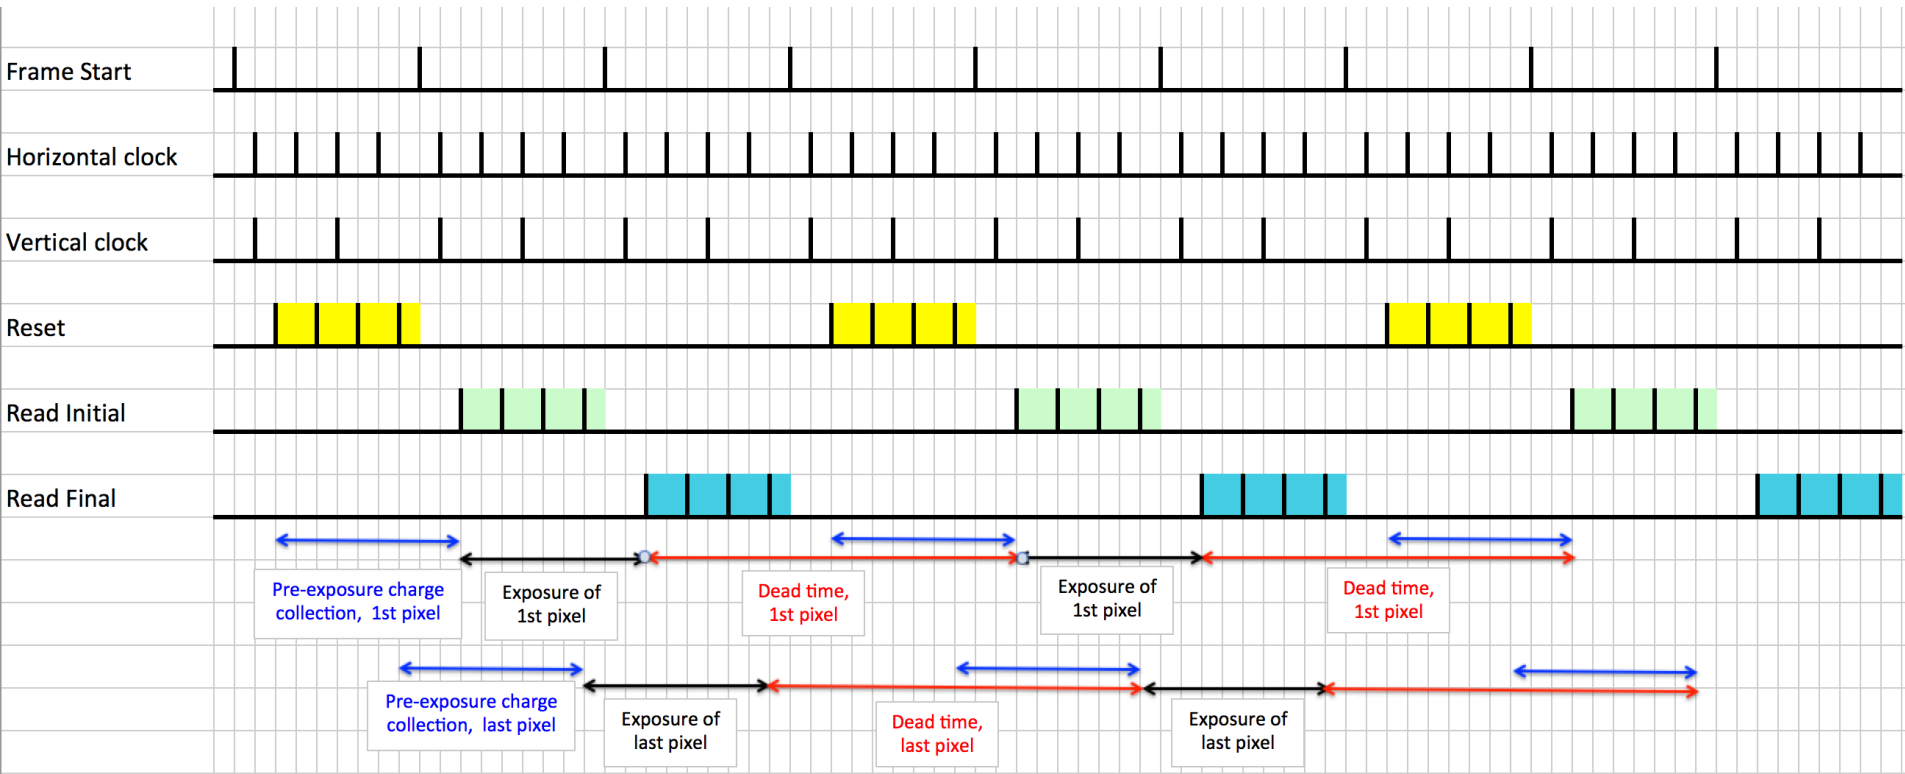 Frame Start
Horizontal clock
Vertical clock
Reset
Read Initial
Read Final
Pre-exposure charge
collection, 1st pixel
Exposure of
1st pixel
Dead time,
1st pixel
Exposure of
1st pixel
Dead time,
1st pixel
Pre-exposure charge
collection, last pixel
Exposure of
last pixel
Dead time,
last pixel
Exposure of
last pixel